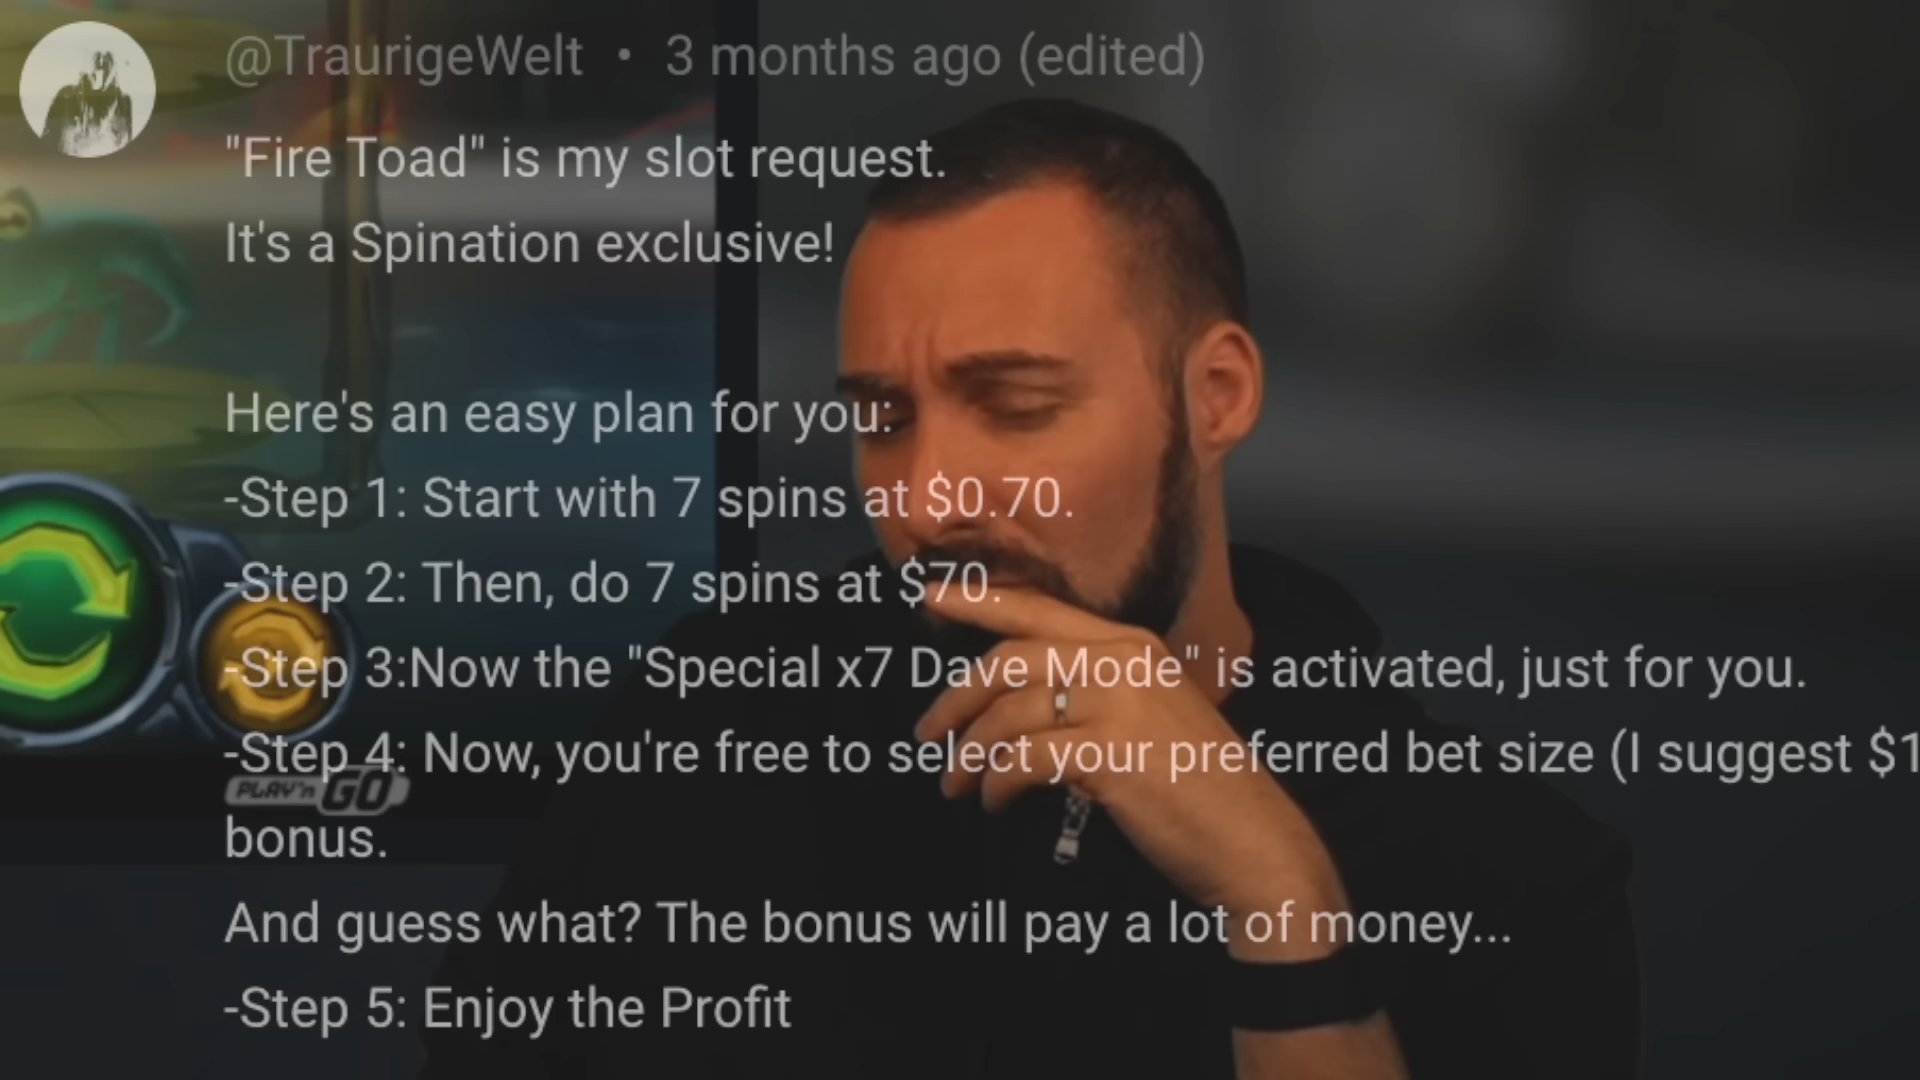 @TraurigeWelt • 3 months ago (edited)
"Fire Toad" is my slot request.
It's a Spination exclusive!
Here's an easy plan for you:
-Step 1: Start with 7 spins at $0.70.
-Step 2: Then, do 7 spins at $70.
-Step 3:Now the "Special x7 Dave Mode" is activated, just for you.
-Step 4: Now, you're free to select your preferred bet size (I suggest $1
PLAY'n GO
bonus.
And guess what? The bonus will pay a lot of money...
-Step 5: Enjoy the Profit